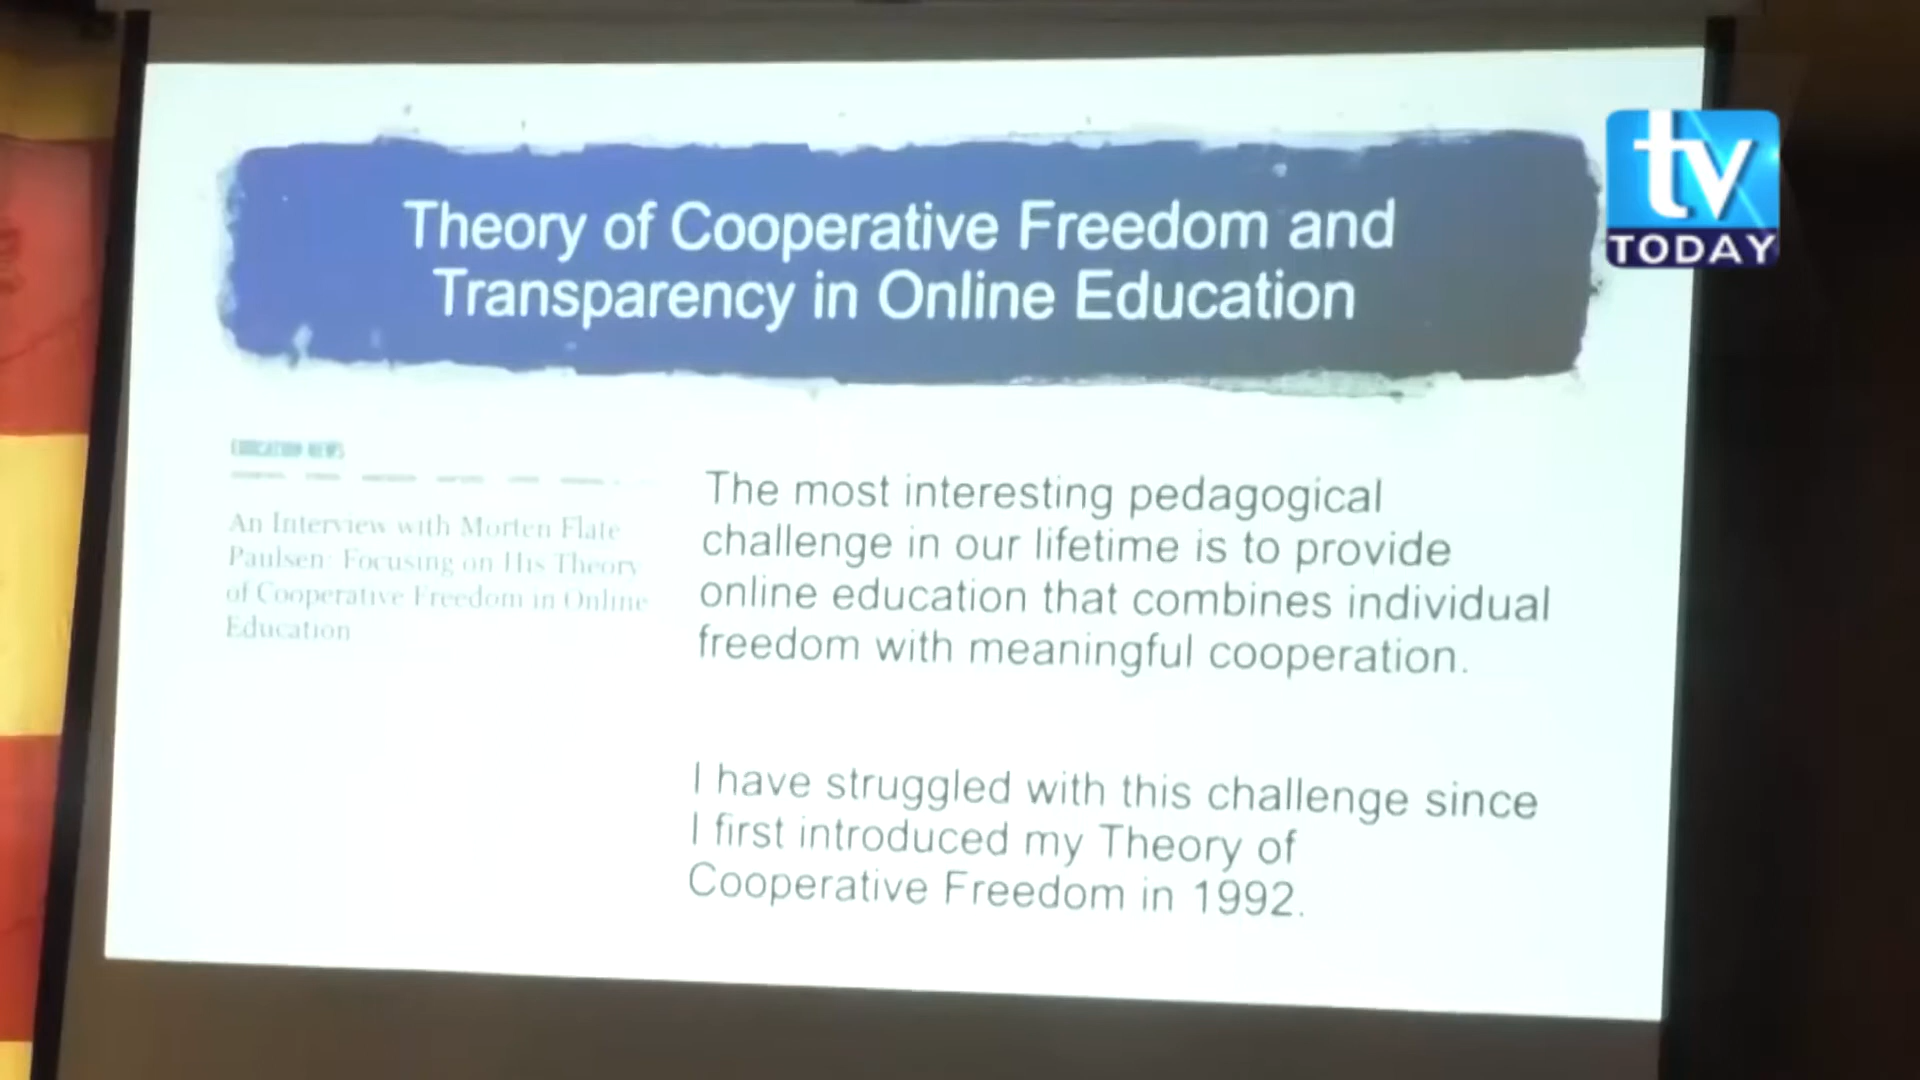 Theory of Cooperative Freedom and
Transparency in Online Education
tv
TODAY
EDUCATION NEWS
An Interview with Morten Flate
Paulsen: Focusing on His Theory
of Cooperative Freedom in Online
Education
The most interesting pedagogical
challenge in our lifetime is to provide
online education that combines individual
freedom with meaningful cooperation.
I have struggled with this challenge since
I first introduced my Theory of
Cooperative Freedom in 1992.